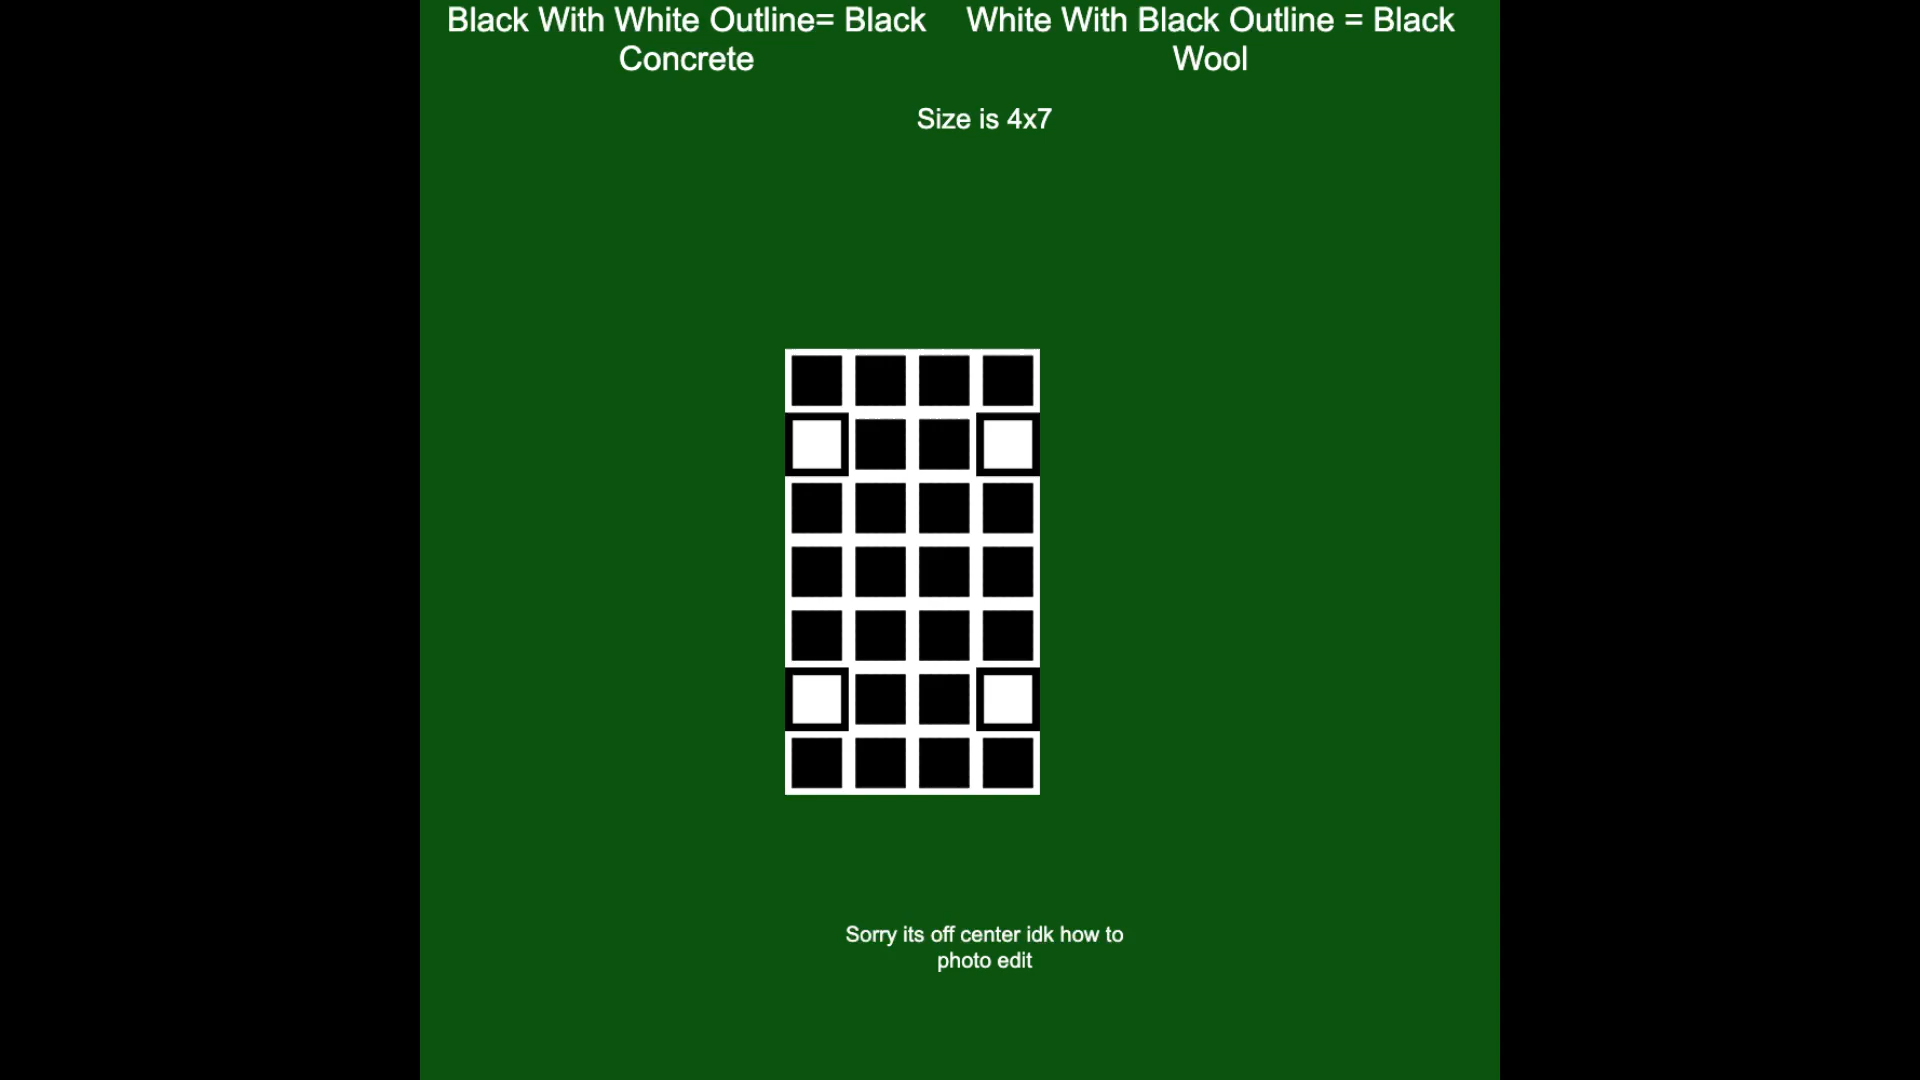 Black With White Outline= Black
Concrete
White With Black Outline = Black
Wool
Size is 4x7
Sorry its off center idk how to
photo edit